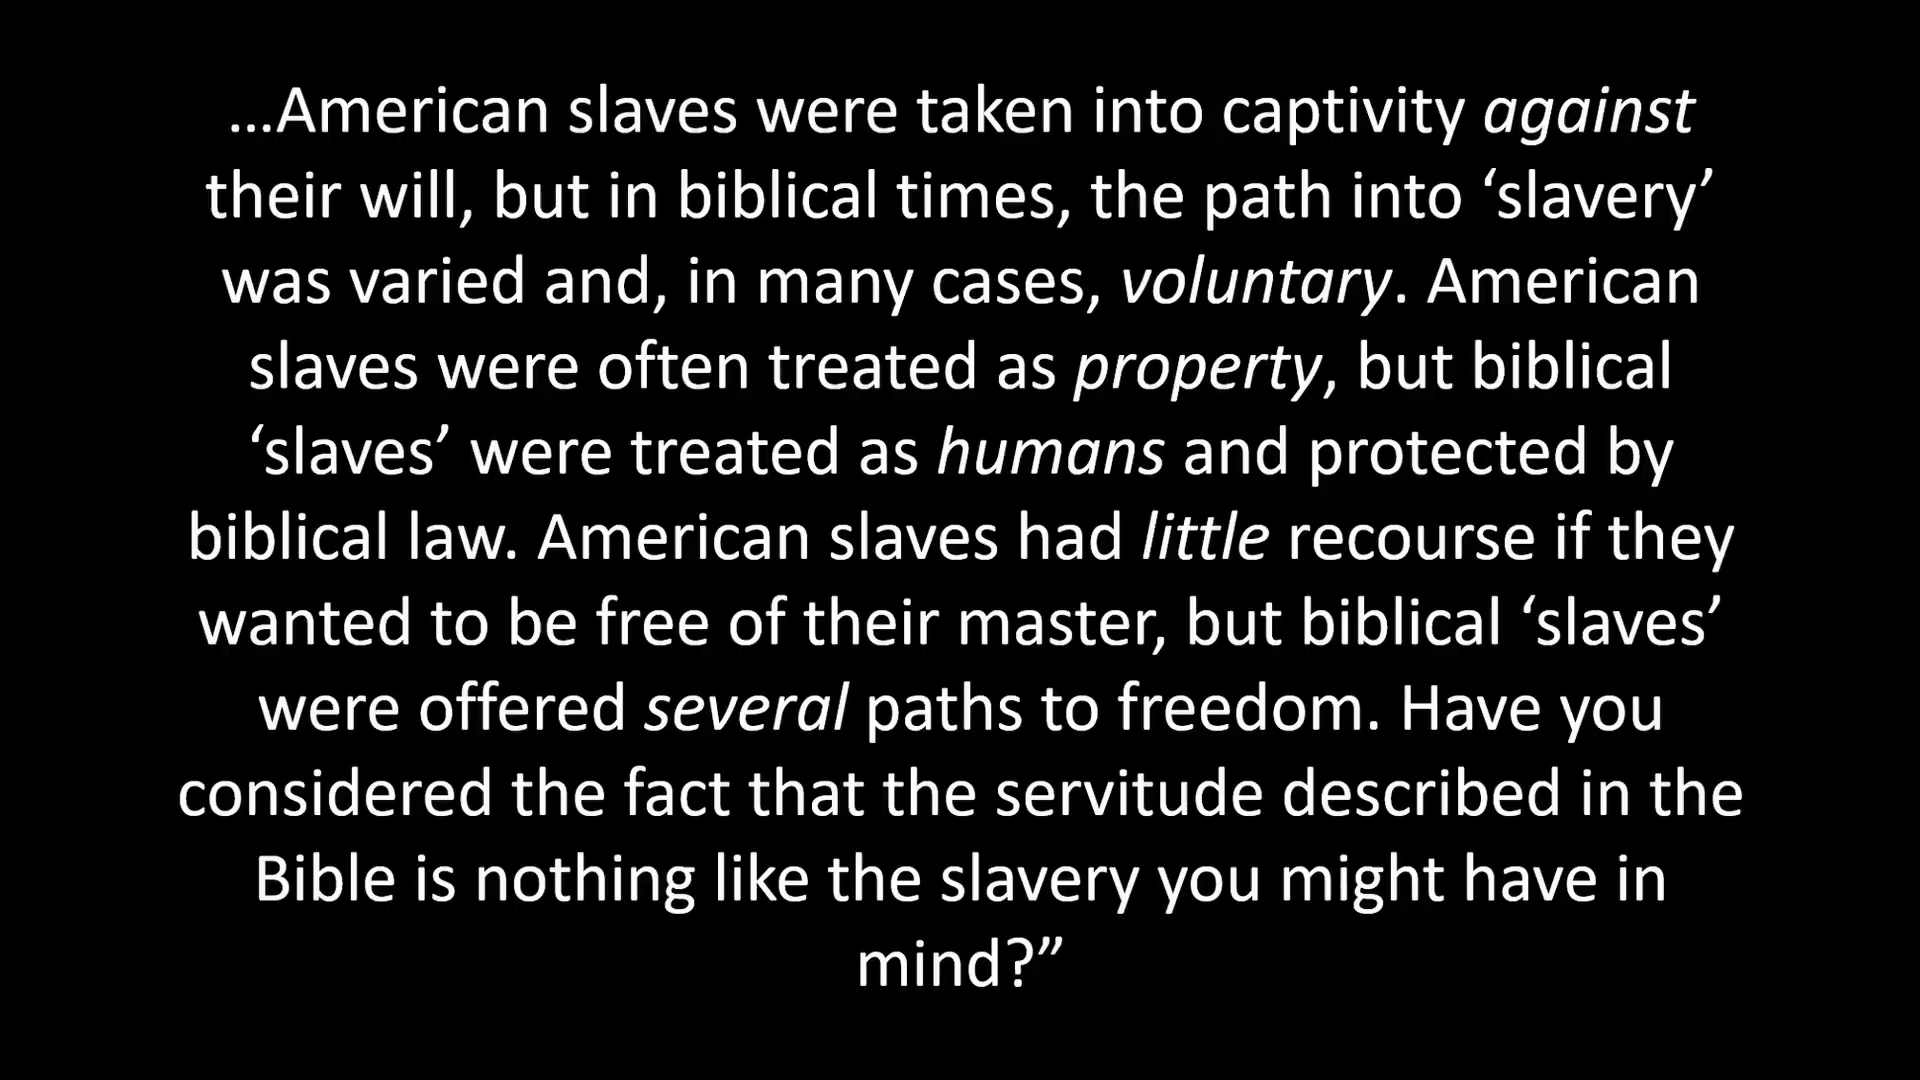 …American slaves were taken into captivity against
their will, but in biblical times, the path into ‘slavery’
was varied and, in many cases, voluntary. American
slaves were often treated as property, but biblical
‘slaves’ were treated as humans and protected by
biblical law. American slaves had little recourse if they
wanted to be free of their master, but biblical ‘slaves’
were offered several paths to freedom. Have you
considered the fact that the servitude described in the
Bible is nothing like the slavery you might have in
mind?”